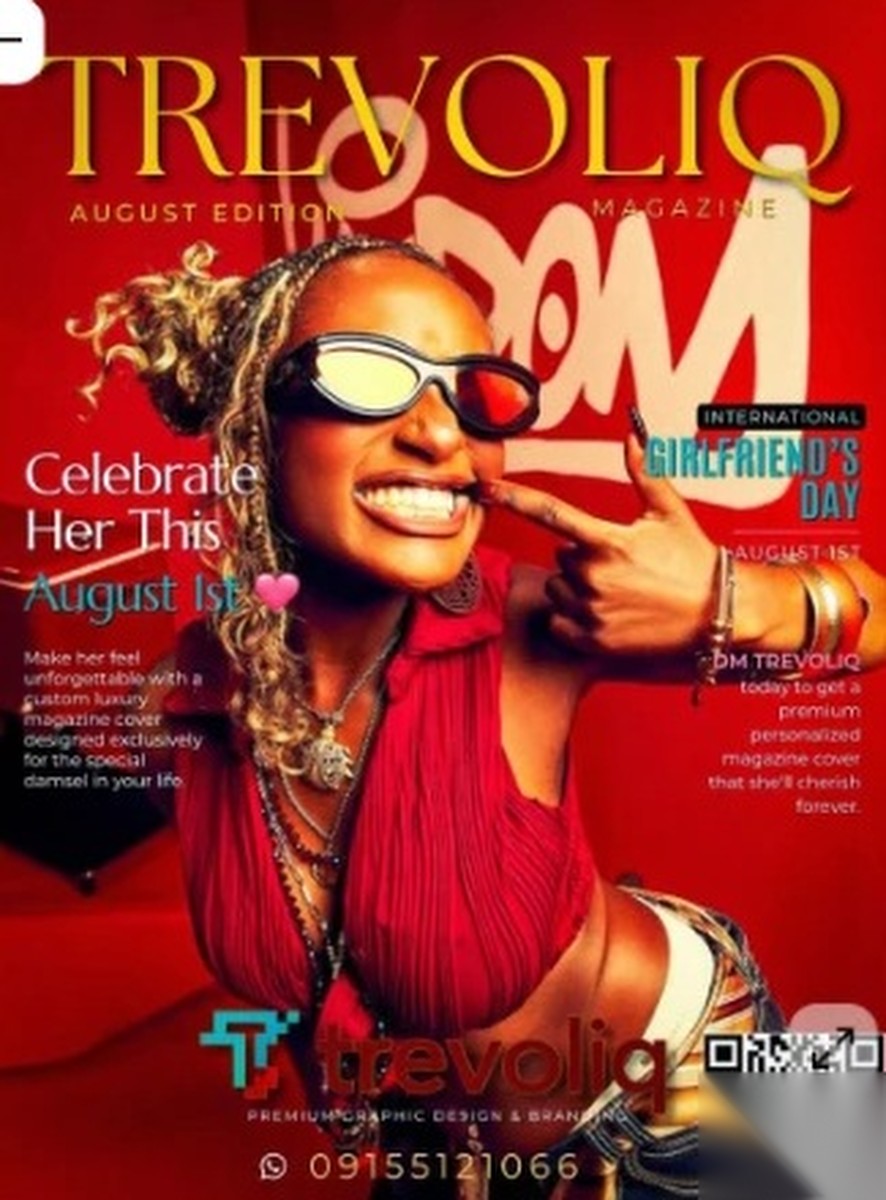 TREVOLIQ
AUGUST EDITION
MAGAZINE
INTERNATIONAL
GIRLFRIEND'S
DAY
AUGUST 1ST
Celebrate
Her This
August 1st 🩷
Make her feel
unforgettable with a
custom luxury
magazine cover
designed exclusively
for the special
damsel in your life.
DM TREVOLIQ
today to get a
premium
personalized
magazine cover
that she'll cherish
forever.
trevoliq
PREMIUM GRAPHIC DESIGN & BRANDING
09155121066